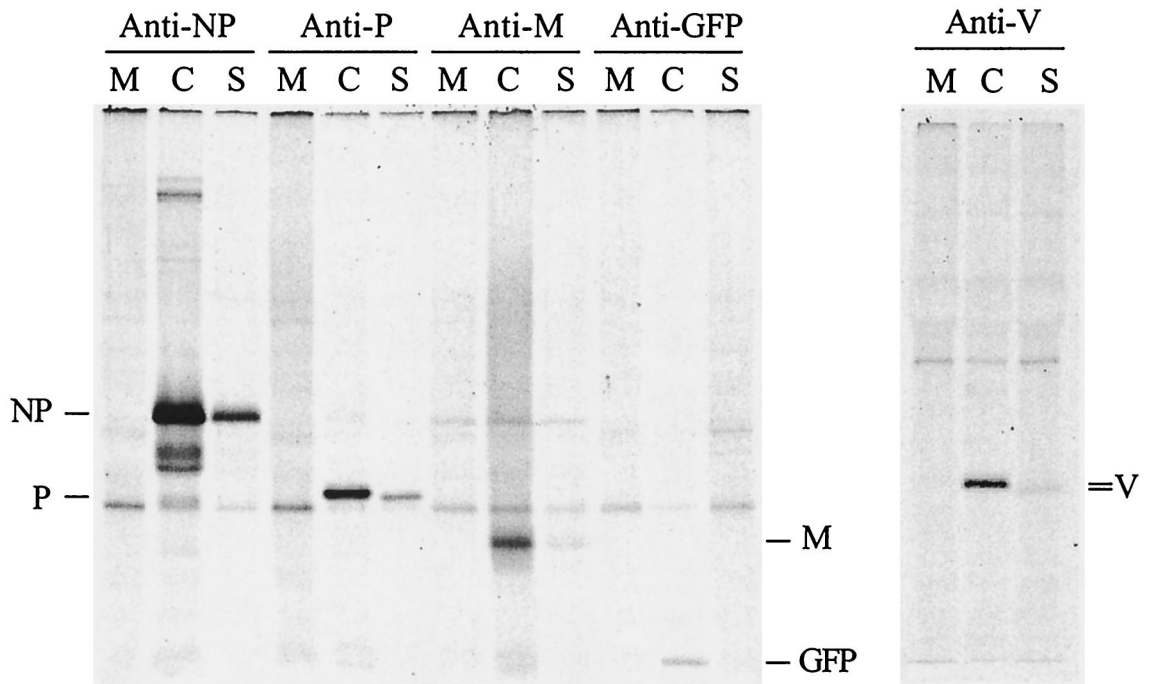 Anti-NP Anti-P Anti-M Anti-GFP Anti-V
M C S M C S M C S M C S M C S
NP –
P –
=V
– M
– GFP